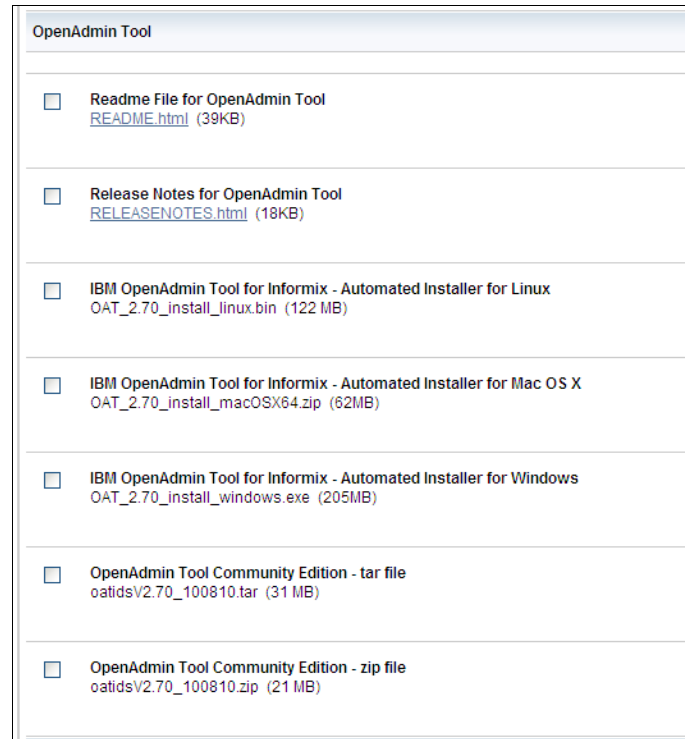 OpenAdmin Tool
Readme File for OpenAdmin Tool
README.html (39KB)
Release Notes for OpenAdmin Tool
RELEASENOTES.html (18KB)
IBM OpenAdmin Tool for Informix - Automated Installer for Linux
OAT_2.70_install_linux.bin (122 MB)
IBM OpenAdmin Tool for Informix - Automated Installer for Mac OS X
OAT_2.70_install_macOSX64.zip (62MB)
IBM OpenAdmin Tool for Informix - Automated Installer for Windows
OAT_2.70_install_windows.exe (205MB)
OpenAdmin Tool Community Edition - tar file
oatidsV2.70_100810.tar (31 MB)
OpenAdmin Tool Community Edition - zip file
oatidsV2.70_100810.zip (21 MB)